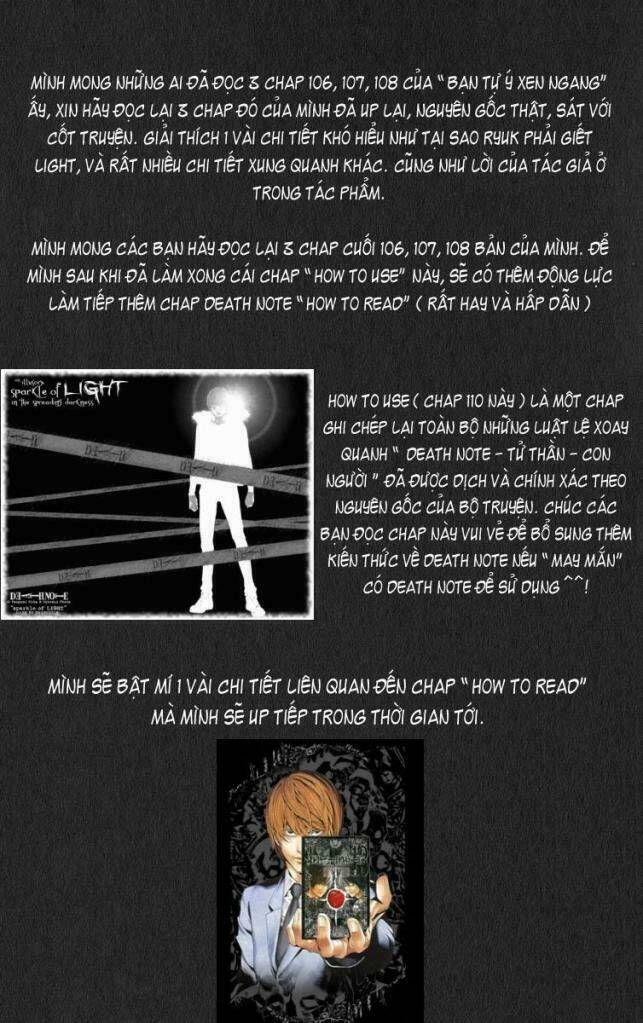 MÌNH MONG NHỮNG AI ĐÃ ĐỌC 3 CHAP 106, 107, 108 CỦA “ BẠN TỰ Ý XEN NGANG”
ẤY, XIN HÃY ĐỌC LẠI 3 CHAP ĐÓ CỦA MÌNH ĐÃ UP LẠI, NGUYÊN GỐC THẬT, SÁT VỚI
CỐT TRUYỆN. GIẢI THÍCH 1 VÀI CHI TIẾT KHÓ HIỂU NHƯ TẠI SAO RYUK PHẢI GIẾT
LIGHT, VÀ RẤT NHIỀU CHI TIẾT XUNG QUANH KHÁC. CŨNG NHƯ LỜI CỦA TÁC GIẢ Ở
TRONG TÁC PHẨM.
MÌNH MONG CÁC BẠN HÃY ĐỌC LẠI 3 CHAP CUỐI 106, 107, 108 BẢN CỦA MÌNH. ĐỂ
MÌNH SAU KHI ĐÃ LÀM XONG CÁI CHAP “ HOW TO USE” NÀY, SẼ CÓ THÊM ĐỘNG LỰC
LÀM TIẾP THÊM CHAP DEATH NOTE “ HOW TO READ” ( RẤT HAY VÀ HẤP DẪN )
illusory
sparkle of LIGHT
in the spreading darkness
HOW TO USE ( CHAP 110 NÀY ) LÀ MỘT CHAP
GHI CHÉP LẠI TOÀN BỘ NHỮNG LUẬT LỆ XOAY
QUANH “ DEATH NOTE - TỬ THẦN - CON
NGƯỜI ” ĐÃ ĐƯỢC DỊCH VÀ CHÍNH XÁC THEO
NGUYÊN GỐC CỦA BỘ TRUYỆN. CHÚC CÁC
BẠN ĐỌC CHAP NÀY VUI VẺ ĐỂ BỔ SUNG THÊM
KIẾN THỨC VỀ DEATH NOTE NẾU “ MAY MẮN”
CÓ DEATH NOTE ĐỂ SỬ DỤNG ^^!
"sparkle of LIGHT"
MÌNH SẼ BẬT MÍ 1 VÀI CHI TIẾT LIÊN QUAN ĐẾN CHAP “ HOW TO READ”
MÀ MÌNH SẼ UP TIẾP TRONG THỜI GIAN TỚI.